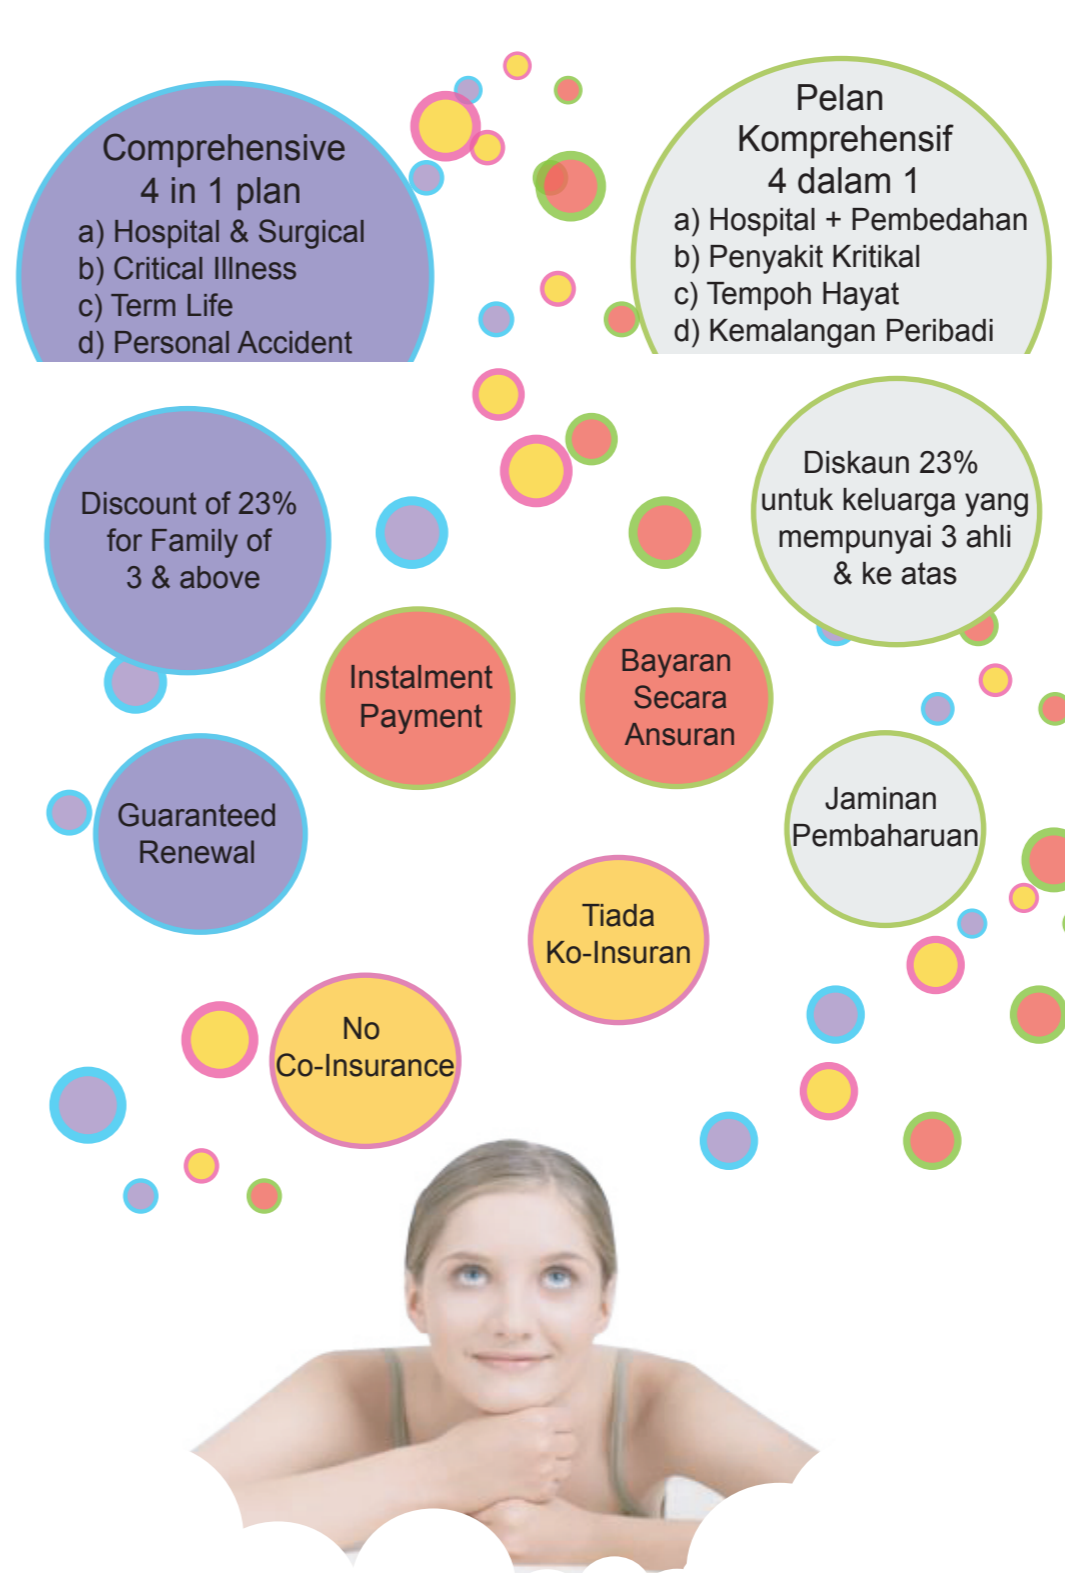 Comprehensive
4 in 1 plan
a) Hospital & Surgical
b) Critical Illness
c) Term Life
d) Personal Accident
Pelan
Komprehensif
4 dalam 1
a) Hospital + Pembedahan
b) Penyakit Kritikal
c) Tempoh Hayat
d) Kemalangan Peribadi
Discount of 23%
for Family of
3 & above
Diskaun 23%
untuk keluarga yang
mempunyai 3 ahli
& ke atas
Instalment
Payment
Bayaran
Secara
Ansuran
Guaranteed
Renewal
Jaminan
Pembaharuan
Tiada
Ko-Insuran
No
Co-Insurance